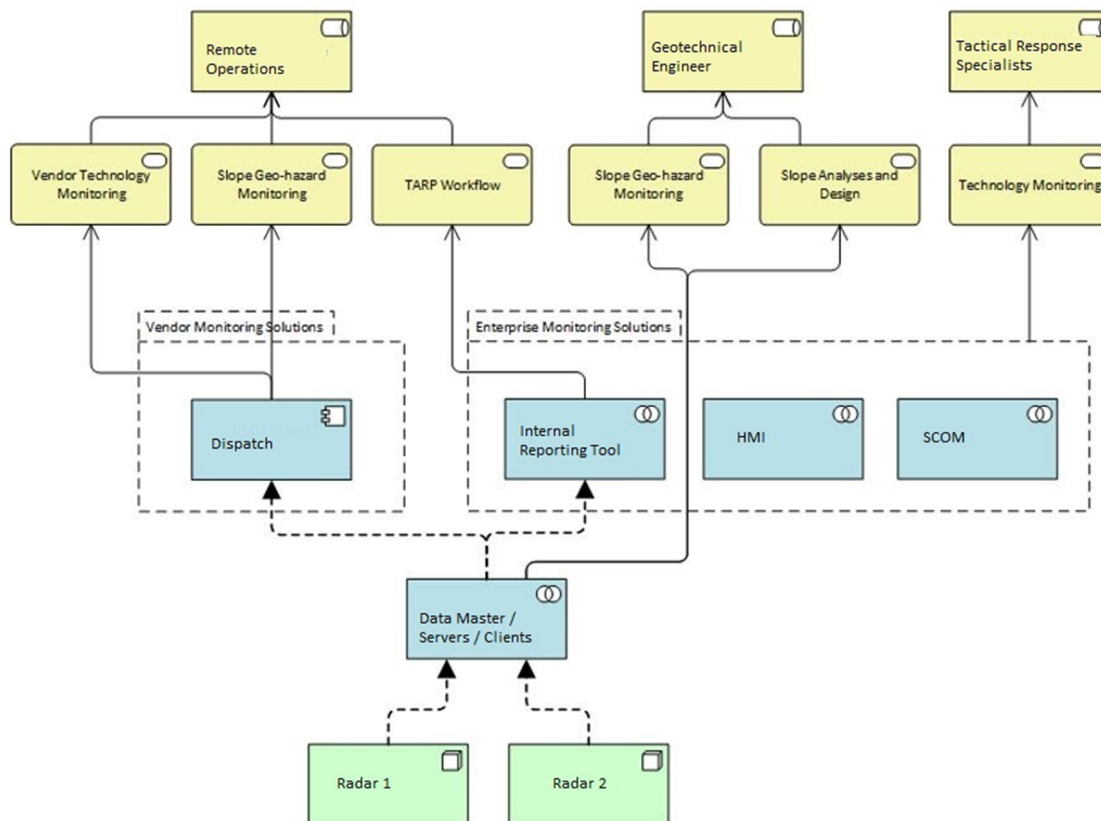 Remote
Operations
Geotechnical
Engineer
Tactical Response
Specialists
Vendor Technology
Monitoring
Slope Geo-hazard
Monitoring
TARP Workflow
Slope Geo-hazard
Monitoring
Slope Analyses and
Design
Technology Monitoring
Vendor Monitoring Solutions
Enterprise Monitoring Solutions
Dispatch
Internal
Reporting Tool
HMI
SCOM
Data Master /
Servers / Clients
Radar 1
Radar 2